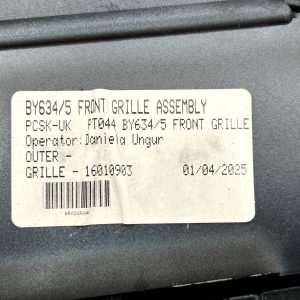 BY634/5 FRONT GRILLE ASSEMBLY
PCSK-UK PT044 BY634/5 FRONT GRILLE
Operator:Daniela Ungur
OUTER -
GRILLE - 16010903 01/04/2025